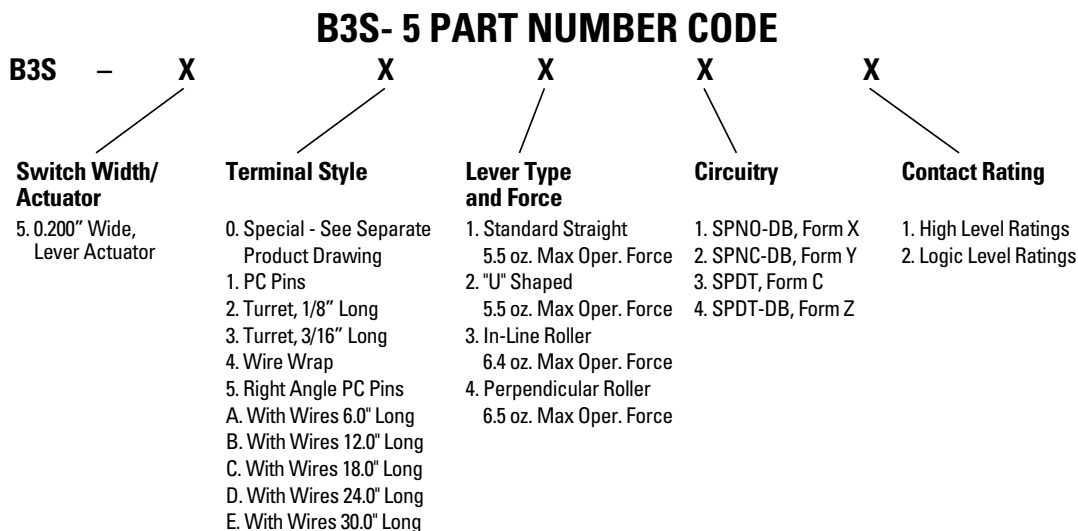 B3S- 5 PART NUMBER CODE
B3S – X X X X X
Switch Width/
Actuator
5. 0.200" Wide,
Lever Actuator
Terminal Style
0. Special - See Separate
Product Drawing
1. PC Pins
2. Turret, 1/8" Long
3. Turret, 3/16" Long
4. Wire Wrap
5. Right Angle PC Pins
A. With Wires 6.0" Long
B. With Wires 12.0" Long
C. With Wires 18.0" Long
D. With Wires 24.0" Long
E. With Wires 30.0" Long
Lever Type
and Force
1. Standard Straight
5.5 oz. Max Oper. Force
2. "U" Shaped
5.5 oz. Max Oper. Force
3. In-Line Roller
6.4 oz. Max Oper. Force
4. Perpendicular Roller
6.5 oz. Max Oper. Force
Circuitry
1. SPNO-DB, Form X
2. SPNC-DB, Form Y
3. SPDT, Form C
4. SPDT-DB, Form Z
Contact Rating
1. High Level Ratings
2. Logic Level Ratings